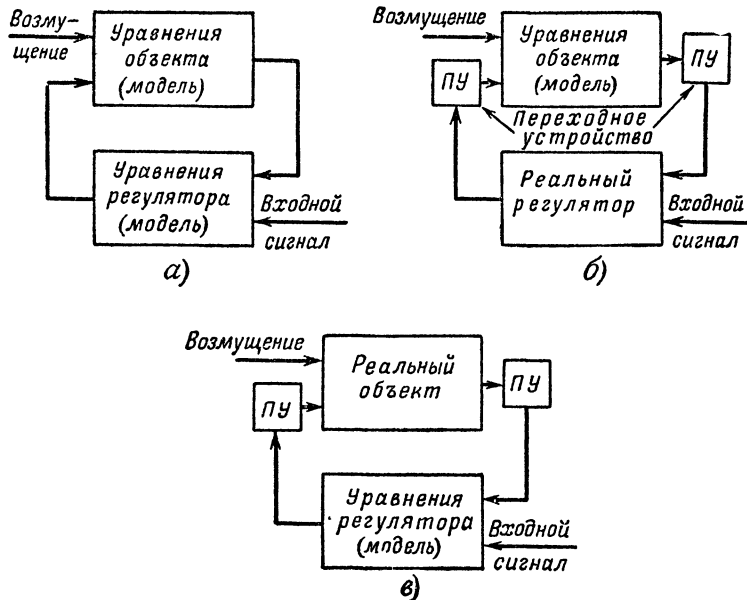 Возму-
щение
Уравнения
объекта
(модель)
Уравнения
регулятора
(модель)
Входной
сигнал
а)
Возмущение
Уравнения
объекта
(модель)
ПУ
ПУ
Переходное
устройство
Реальный
регулятор
Входной
сигнал
б)
Возмущение
Реальный
объект
ПУ
ПУ
Уравнения
регулятора
(модель)
Входной
сигнал
в)